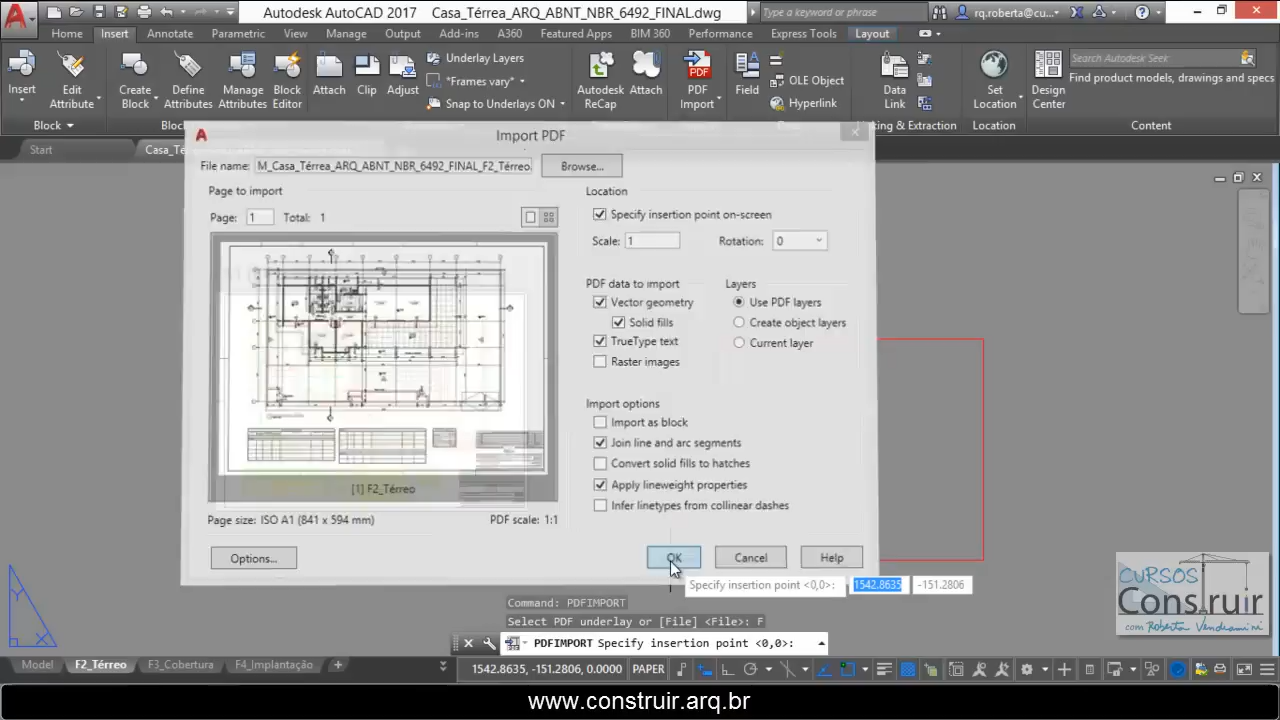 Autodesk AutoCAD 2017 Casa_Térrea_ARQ_ABNT_NBR_6492_FINAL.dwg
Type a keyword or phrase
rq.roberta@cu...
Home Insert Annotate Parametric View Manage Output Add-ins A360 Featured Apps BIM 360 Performance Express Tools Layout
Insert
Edit Attribute
Create Block
Define Attributes
Manage Attributes
Block Editor
Attach
Clip
Adjust
Underlay Layers
*Frames vary*
Snap to Underlays ON
Autodesk ReCap
Attach
PDF Import
Field
OLE Object
Hyperlink
Data Link
Set Location
Design Center
Search Autodesk Seek
Find product models, drawings and specs
Block
Linking & Extraction
Location
Content
Start
Import PDF
File name: M_Casa_Térrea_ARQ_ABNT_NBR_6492_FINAL_F2_Térreo. Browse...
Page to import
Page: 1 Total: 1
[1] F2_Térreo
Page size: ISO A1 (841 x 594 mm) PDF scale: 1:1
Options...
Location
Specify insertion point on-screen
Scale: 1 Rotation: 0
PDF data to import
Vector geometry
Solid fills
TrueType text
Raster images
Layers
Use PDF layers
Create object layers
Current layer
Import options
Import as block
Join line and arc segments
Convert solid fills to hatches
Apply lineweight properties
Infer linetypes from collinear dashes
OK Cancel Help
Specify insertion point <0,0>: 1542.8635 -151.2806
Command: PDFIMPORT
Select PDF underlay or [File] <File>: F
PDFIMPORT Specify insertion point <0,0>:
Y
X
CURSOS
Construir
com Roberta Vendramini
Model F2_Térreo F3_Cobertura F4_Implantação +
1542.8635, -151.2806, 0.0000 PAPER
www.construir.arq.br